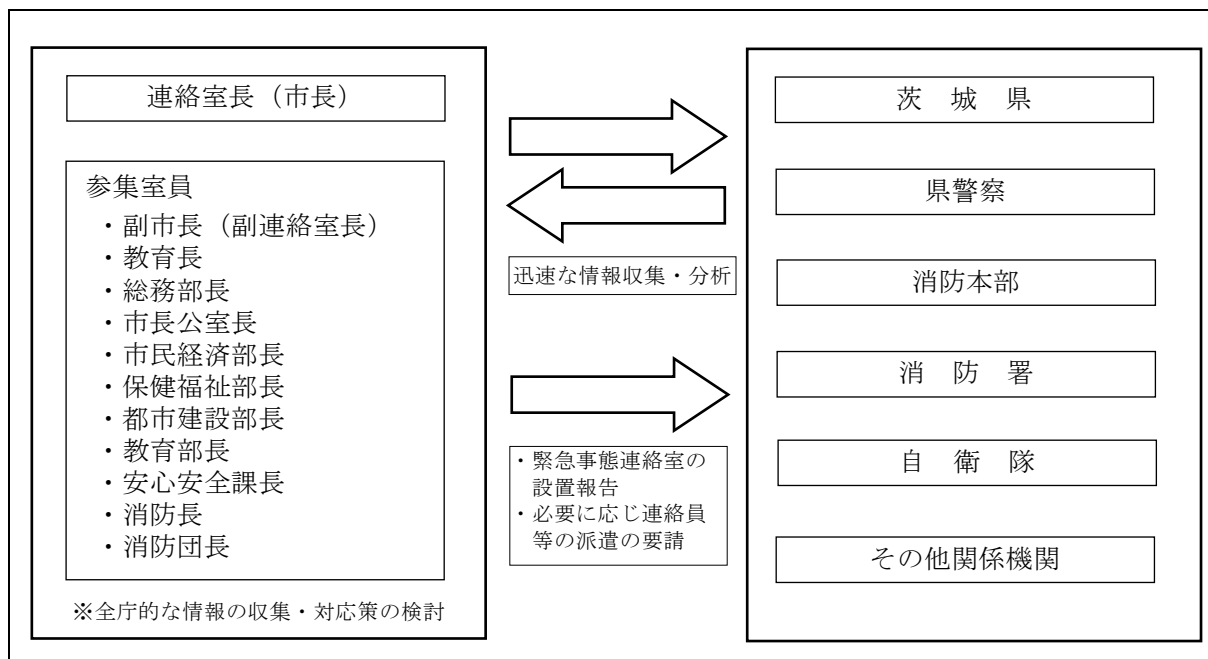 連絡室長（市長）
参集室員
・副市長（副連絡室長）
・教育長
・総務部長
・市長公室長
・市民経済部長
・保健福祉部長
・都市建設部長
・教育部長
・安心安全課長
・消防長
・消防団長
※全庁的な情報の収集・対応策の検討
迅速な情報収集・分析
・緊急事態連絡室の
設置報告
・必要に応じ連絡員
等の派遣の要請
茨　城　県
県警察
消防本部
消　防　署
自　衛　隊
その他関係機関